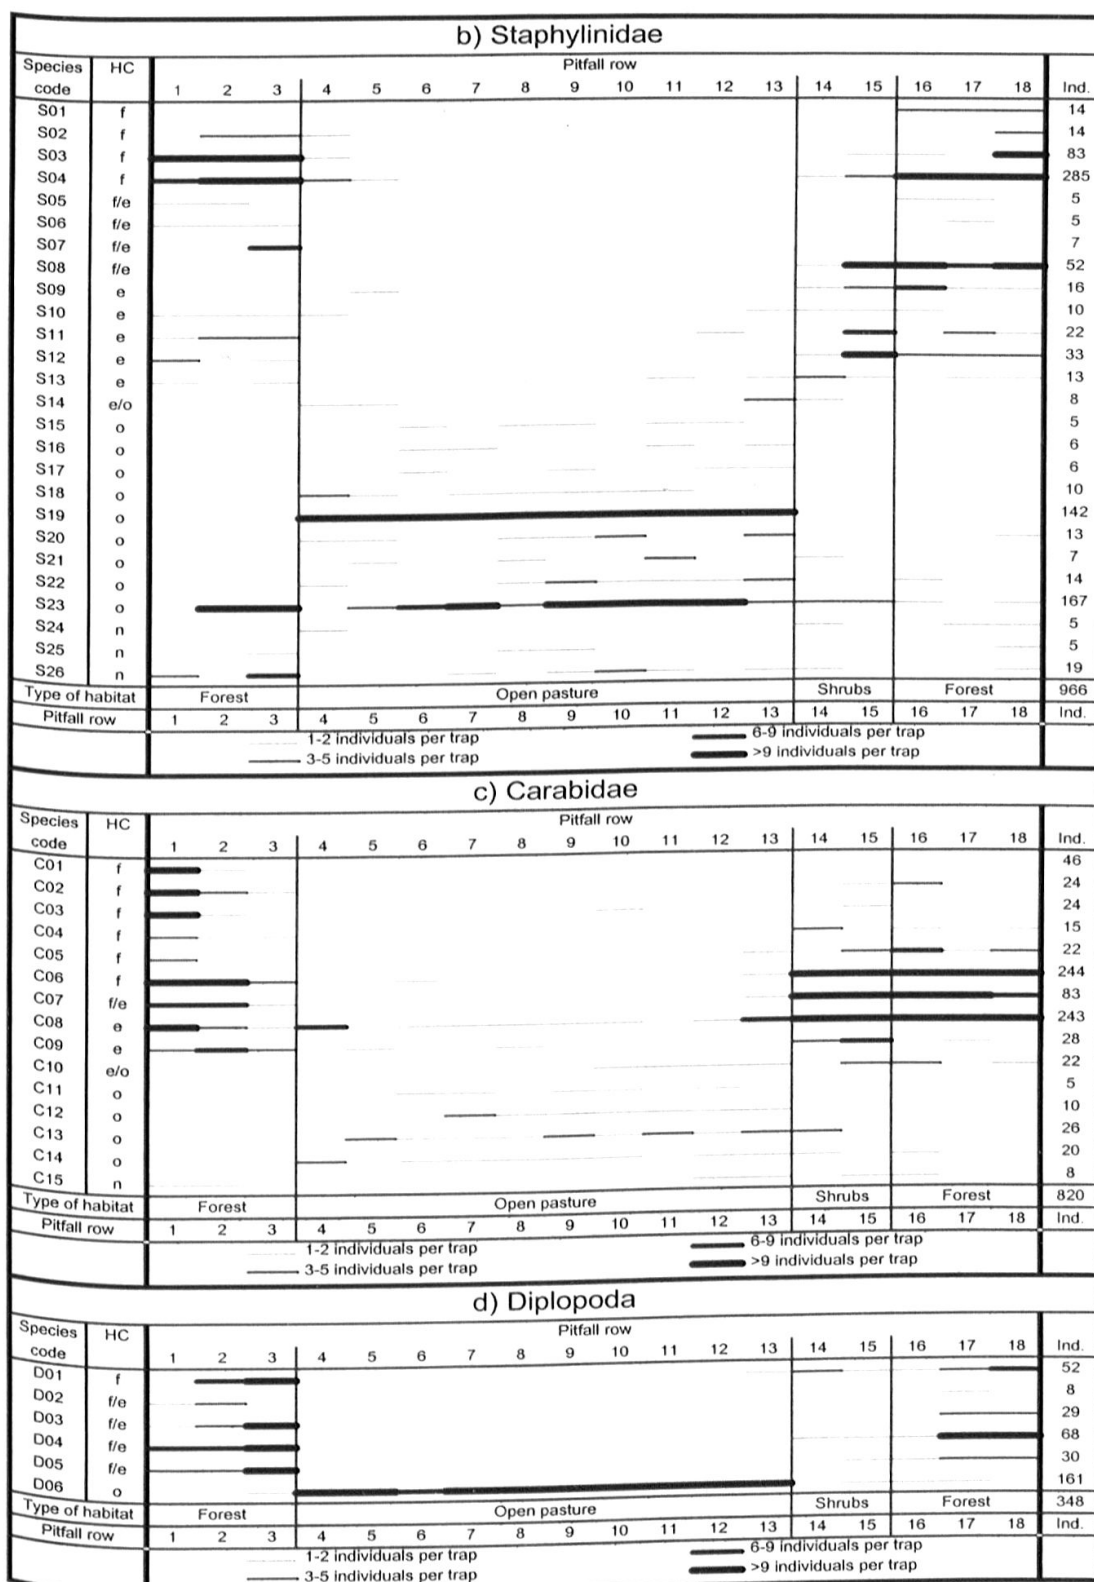 b) Staphylinidae
Species HC Pitfall row
code 1 2 3 4 5 6 7 8 9 10 11 12 13 14 15 16 17 18 Ind.
S01 f 14
S02 f 14
S03 f 83
S04 f 285
S05 f/e 5
S06 f/e 5
S07 f/e 7
S08 f/e 52
S09 e 16
S10 e 10
S11 e 22
S12 e 33
S13 e 13
S14 e/o 8
S15 o 5
S16 o 6
S17 o 6
S18 o 10
S19 o 142
S20 o 13
S21 o 7
S22 o 14
S23 o 167
S24 n 5
S25 n 5
S26 n 19
Type of habitat Forest Open pasture Shrubs Forest 966
Pitfall row 1 2 3 4 5 6 7 8 9 10 11 12 13 14 15 16 17 18 Ind.
1-2 individuals per trap 6-9 individuals per trap
3-5 individuals per trap >9 individuals per trap
c) Carabidae
Species HC Pitfall row
code 1 2 3 4 5 6 7 8 9 10 11 12 13 14 15 16 17 18 Ind.
C01 f 46
C02 f 24
C03 f 24
C04 f 15
C05 f 22
C06 f 244
C07 f/e 83
C08 e 243
C09 e 28
C10 e/o 22
C11 o 5
C12 o 10
C13 o 26
C14 o 20
C15 n 8
Type of habitat Forest Open pasture Shrubs Forest 820
Pitfall row 1 2 3 4 5 6 7 8 9 10 11 12 13 14 15 16 17 18 Ind.
1-2 individuals per trap 6-9 individuals per trap
3-5 individuals per trap >9 individuals per trap
d) Diplopoda
Species HC Pitfall row
code 1 2 3 4 5 6 7 8 9 10 11 12 13 14 15 16 17 18 Ind.
D01 f 52
D02 f/e 8
D03 f/e 29
D04 f/e 68
D05 f/e 30
D06 o 161
Type of habitat Forest Open pasture Shrubs Forest 348
Pitfall row 1 2 3 4 5 6 7 8 9 10 11 12 13 14 15 16 17 18 Ind.
1-2 individuals per trap 6-9 individuals per trap
3-5 individuals per trap >9 individuals per trap